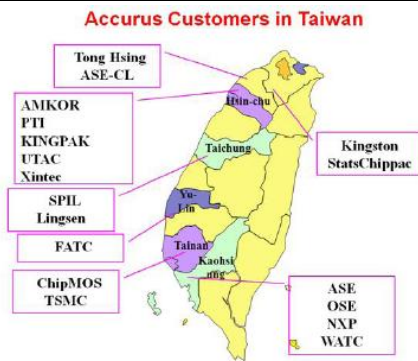 Accurus Customers in Taiwan
Tong Hsing
ASE-CL
AMKOR
PTI
KINGPAK
UTAC
Xintec
Hsin-chu
Kingston
StatsChippac
Taichung
SPIL
Lingsen
Yu-
Lin
FATC
Tainan
Kaohsi
ung
ChipMOS
TSMC
ASE
OSE
NXP
WATC